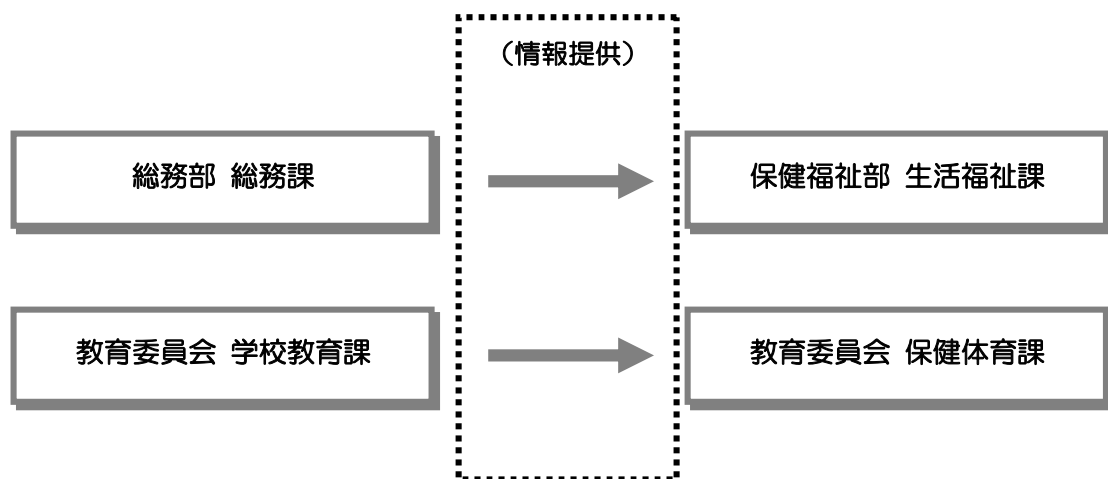 （情報提供）
総務部 総務課
保健福祉部 生活福祉課
教育委員会 学校教育課
教育委員会 保健体育課